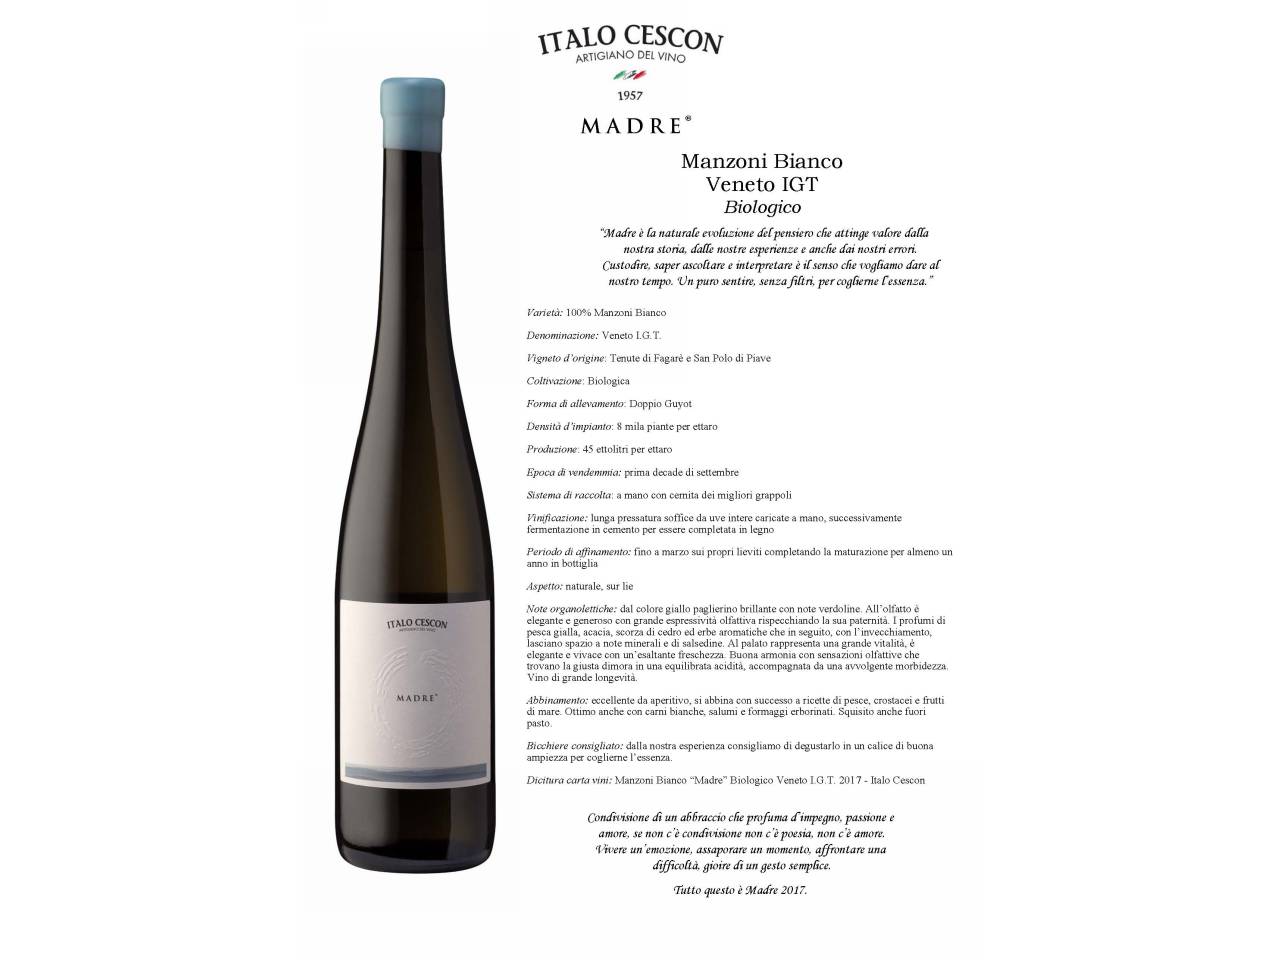 ITALO CESCON
ARTIGIANO DEL VINO
1957
MADRE®
Manzoni Bianco
Veneto IGT
Biologico
“Madre è la naturale evoluzione del pensiero che attinge valore dalla
nostra storia, dalle nostre esperienze e anche dai nostri errori.
Custodire, saper ascoltare e interpretare è il senso che vogliamo dare al
nostro tempo. Un puro sentire, senza filtri, per coglierne l’essenza.”
Varietà: 100% Manzoni Bianco
Denominazione: Veneto I.G.T.
Vigneto d’origine: Tenute di Fagarè e San Polo di Piave
Coltivazione: Biologica
Forma di allevamento: Doppio Guyot
Densità d’impianto: 8 mila piante per ettaro
Produzione: 45 ettolitri per ettaro
Epoca di vendemmia: prima decade di settembre
Sistema di raccolta: a mano con cernita dei migliori grappoli
Vinificazione: lunga pressatura soffice da uve intere caricate a mano, successivamente
fermentazione in cemento per essere completata in legno
Periodo di affinamento: fino a marzo sui propri lieviti completando la maturazione per almeno un
anno in bottiglia
Aspetto: naturale, sur lie
Note organolettiche: dal colore giallo paglierino brillante con note verdoline. All’olfatto è
elegante e generoso con grande espressività olfattiva rispecchiando la sua paternità. I profumi di
pesca gialla, acacia, scorza di cedro ed erbe aromatiche che in seguito, con l’invecchiamento,
lasciano spazio a note minerali e di salsedine. Al palato rappresenta una grande vitalità, è
elegante e vivace con un’esaltante freschezza. Buona armonia con sensazioni olfattive che
trovano la giusta dimora in una equilibrata acidità, accompagnata da una avvolgente morbidezza.
Vino di grande longevità.
Abbinamento: eccellente da aperitivo, si abbina con successo a ricette di pesce, crostacei e frutti
di mare. Ottimo anche con carni bianche, salumi e formaggi erborinati. Squisito anche fuori
pasto.
Bicchiere consigliato: dalla nostra esperienza consigliamo di degustarlo in un calice di buona
ampiezza per coglierne l’essenza.
Dicitura carta vini: Manzoni Bianco “Madre” Biologico Veneto I.G.T. 2017 - Italo Cescon
Condivisione di un abbraccio che profuma d’impegno, passione e
amore, se non c’è condivisione non c’è poesia, non c’è amore.
Vivere un’emozione, assaporare un momento, affrontare una
difficoltà, gioire di un gesto semplice.
Tutto questo è Madre 2017.
ITALO CESCON
ARTIGIANO DEL VINO
MADRE®